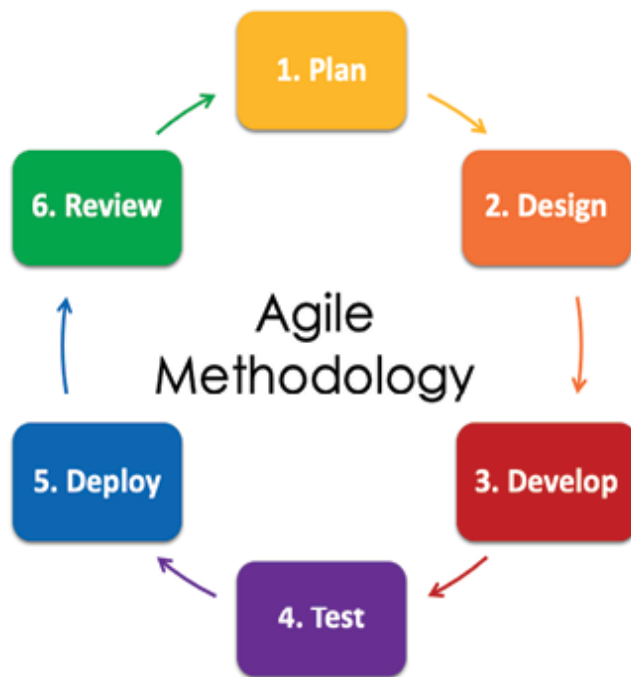 1. Plan
2. Design
3. Develop
4. Test
5. Deploy
6. Review
Agile
Methodology